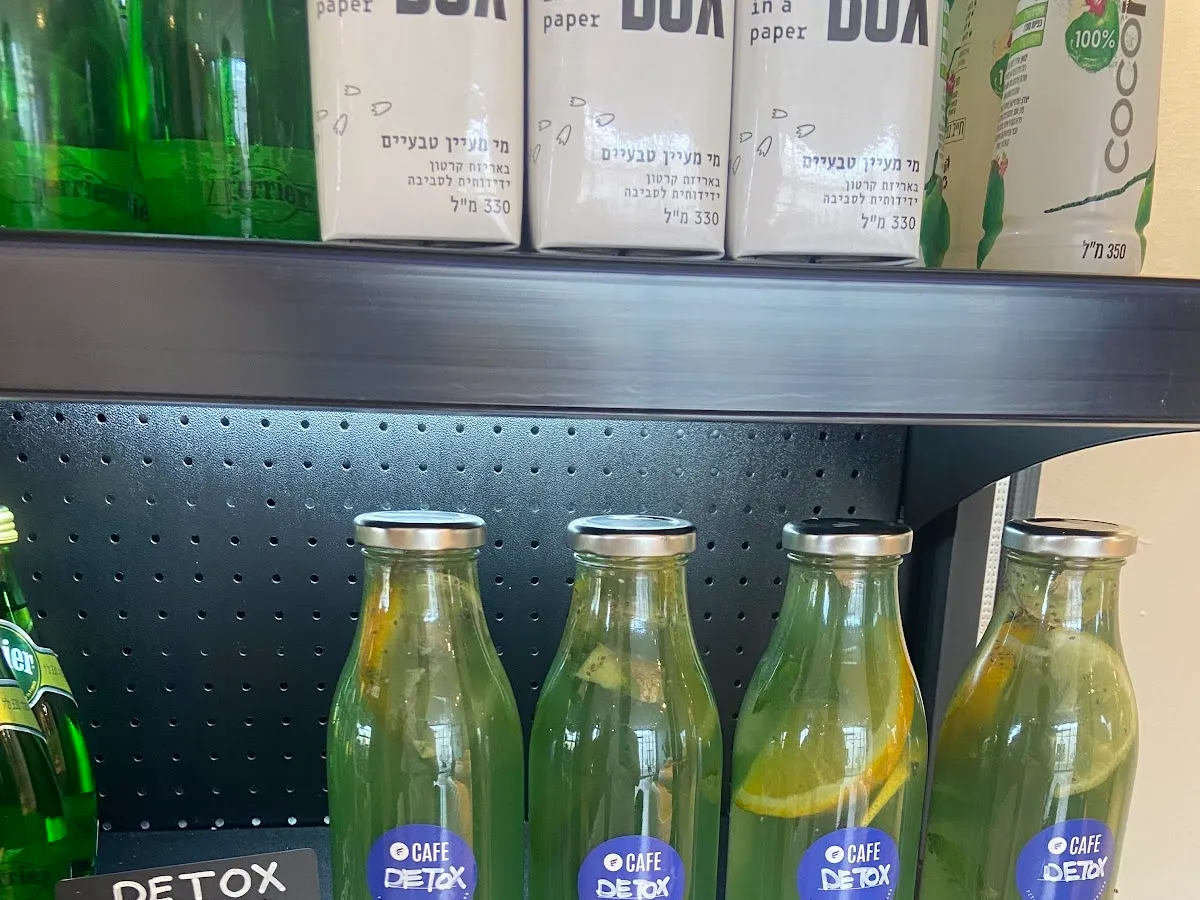 paper
BOX
paper
BOX
in a
paper
BOX
מי מעיין טבעיים
באריזת קרטון
ידידותית לסביבה
330 מ"ל
מי מעיין טבעיים
באריזת קרטון
ידידותית לסביבה
330 מ"ל
מי מעיין טבעיים
באריזת קרטון
ידידותית לסביבה
330 מ"ל
100%
350 מ"ל
Perrier
CAFE
DETOX
CAFE
DETOX
CAFE
DETOX
CAFE
DETOX
DETOX